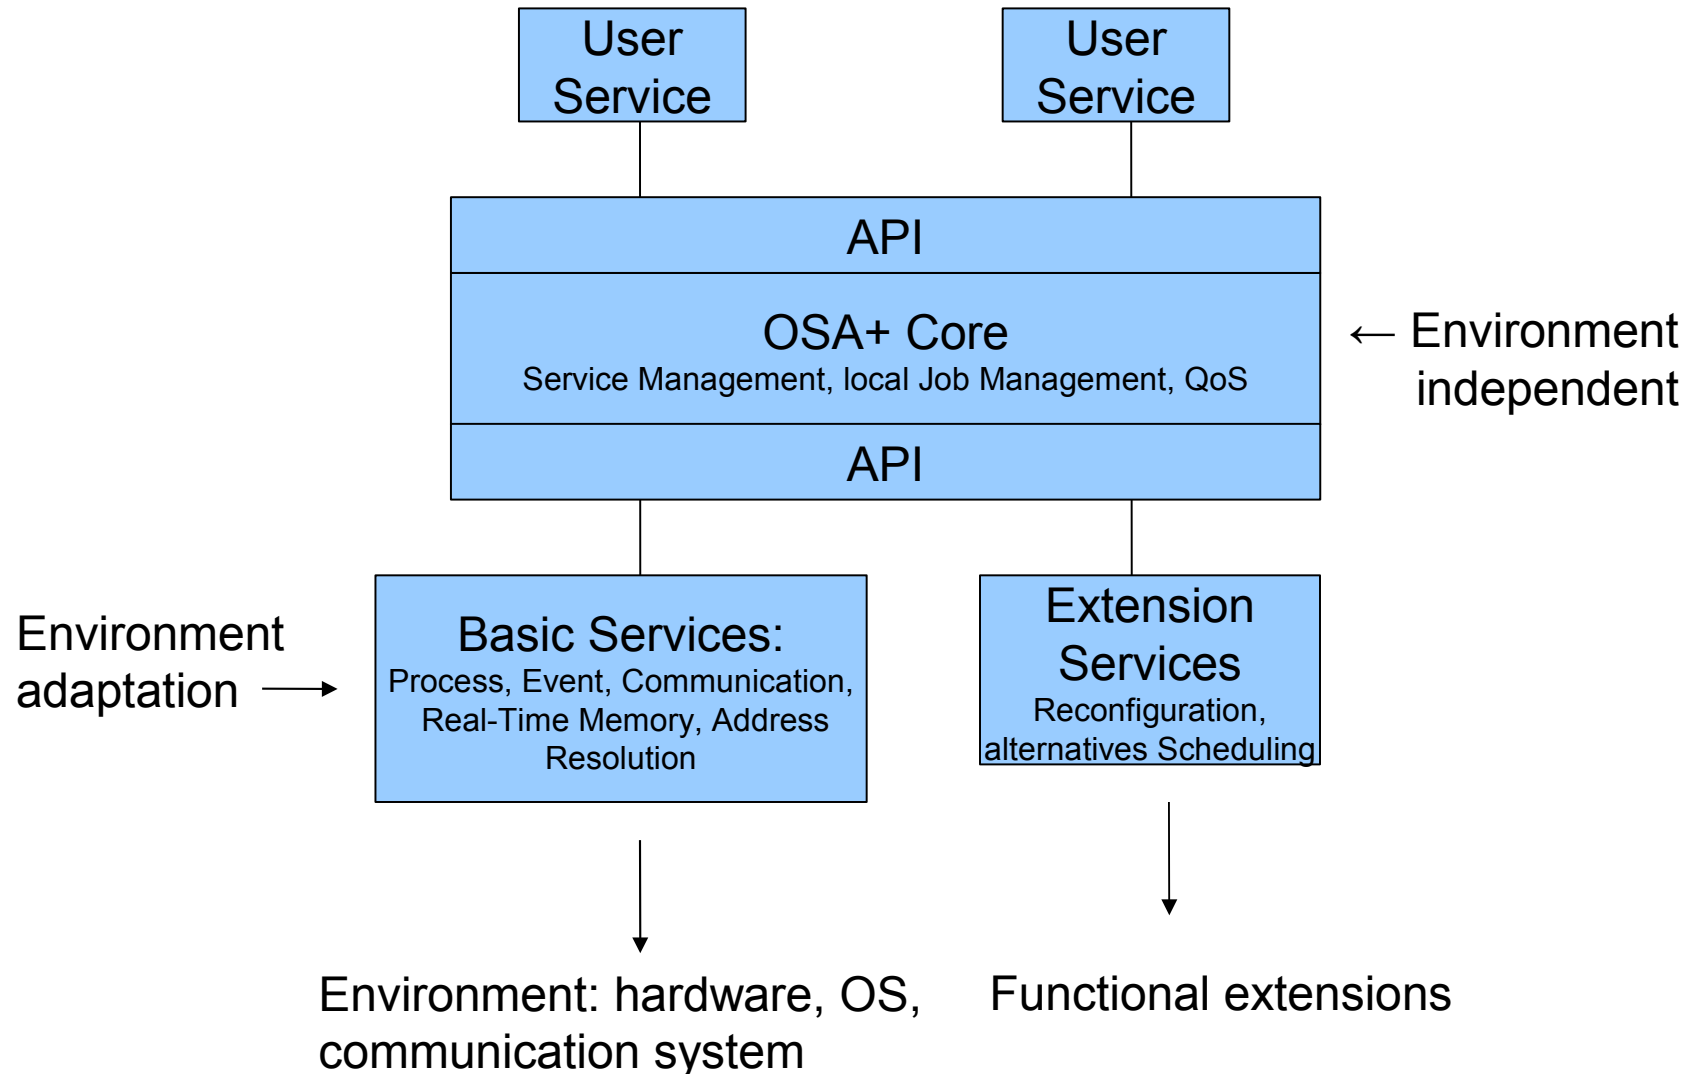 User
Service
User
Service
API
OSA+ Core
Service Management, local Job Management, QoS
API
← Environment
independent
Environment
adaptation
Basic Services:
Process, Event, Communication,
Real-Time Memory, Address
Resolution
Extension
Services
Reconfiguration,
alternatives Scheduling
Environment: hardware, OS,
communication system
Functional extensions